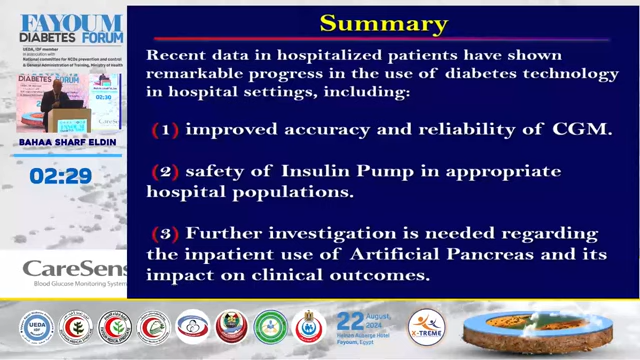 FAYOUM
DIABETES FORUM
UEDA, IDF member
in association with
National committee for NCDs prevention and control
& General Administration of Training, Ministry of Health
02:30
BAHAA SHARF ELDIN
02:29
CareSens
Blood Glucose Monitoring System
Summary
Recent data in hospitalized patients have shown
remarkable progress in the use of diabetes technology
in hospital settings, including:
(1) improved accuracy and reliability of CGM.
(2) safety of Insulin Pump in appropriate
hospital populations.
(3) Further investigation is needed regarding
the inpatient use of Artificial Pancreas and its
impact on clinical outcomes.
UEDA
22 August,
2024
Helnan Auberge Hotel
Fayoum, Egypt
X-TREME